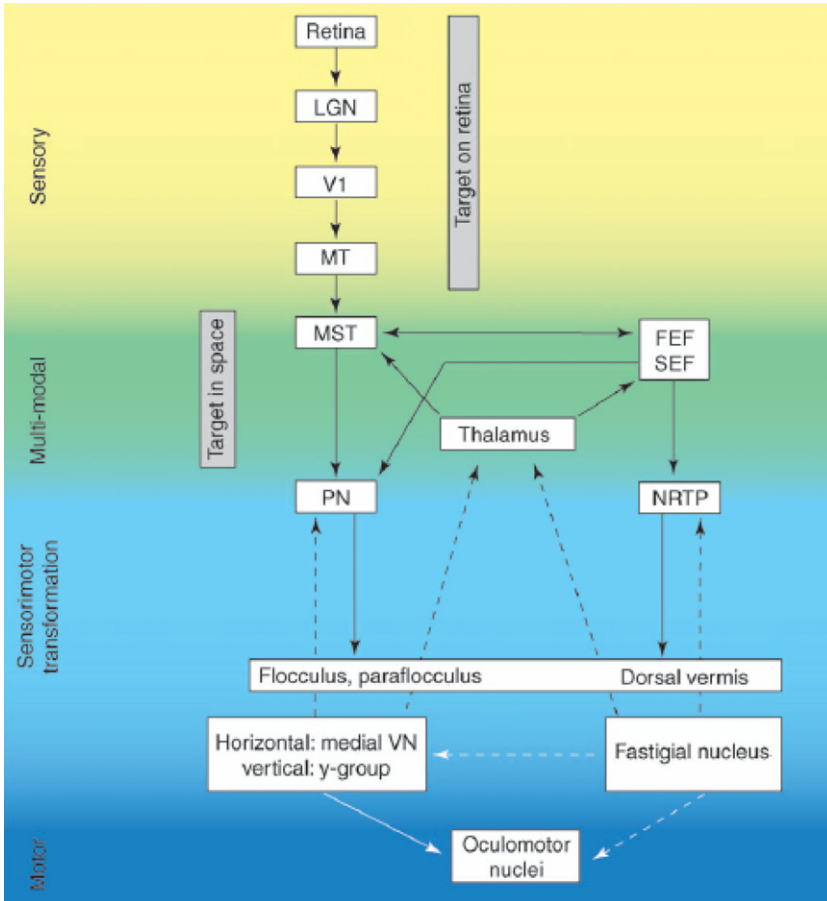 Retina
LGN
V1
MT
MST
FEF
SEF
Thalamus
PN
NRTP
Flocculus, paraflocculus
Dorsal vermis
Horizontal: medial VN
vertical: y-group
Fastigial nucleus
Oculomotor
nuclei
Target on retina
Target in space
Sensory
Multi-modal
Sensorimotor
transformation
Motor